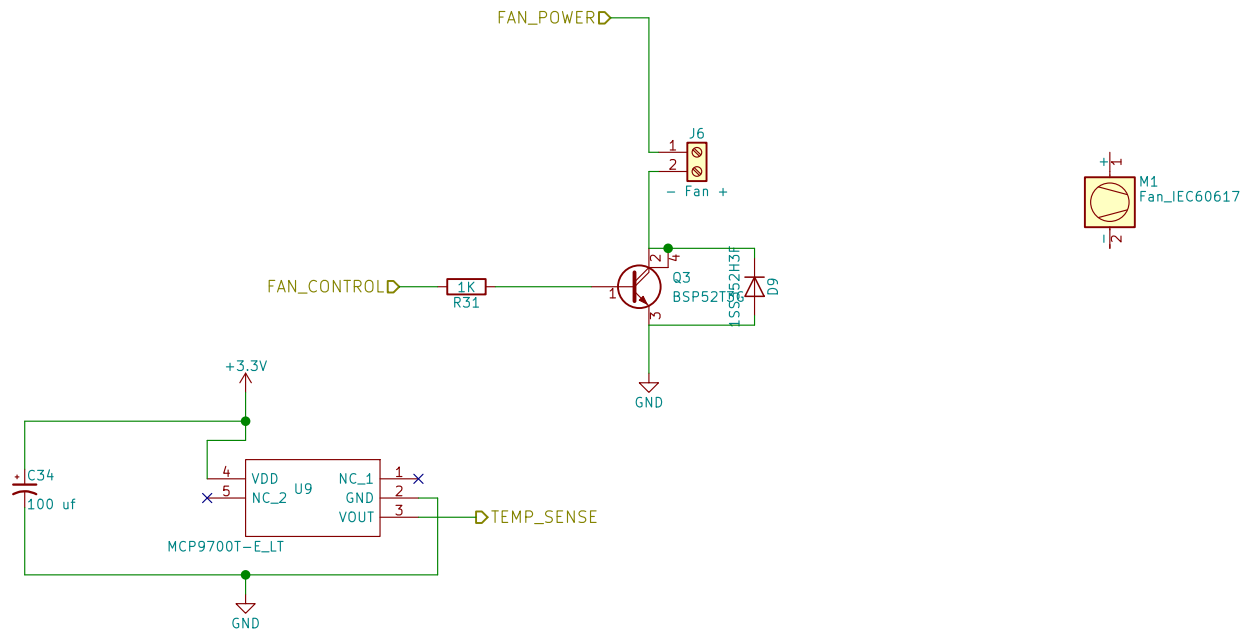 FAN_POWER
J6
1
2
- Fan +
+ 1
M1
Fan_IEC60617
- 2
FAN_CONTROL
1K
R31
1
2
4
3
Q3
BSP52T3G
1SS352H3F
D9
GND
+3.3V
C34
100 uf
4
5
VDD
NC_2
U9
NC_1
GND
VOUT
1
2
3
TEMP_SENSE
MCP9700T-E_LT
GND